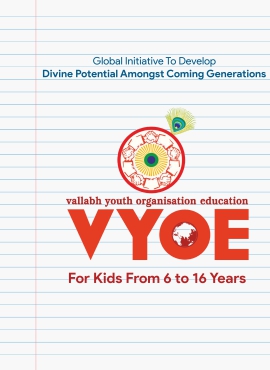 Global Initiative To Develop
Divine Potential Amongst Coming Generations
vallabh youth organisation education
VYOE
For Kids From 6 to 16 Years